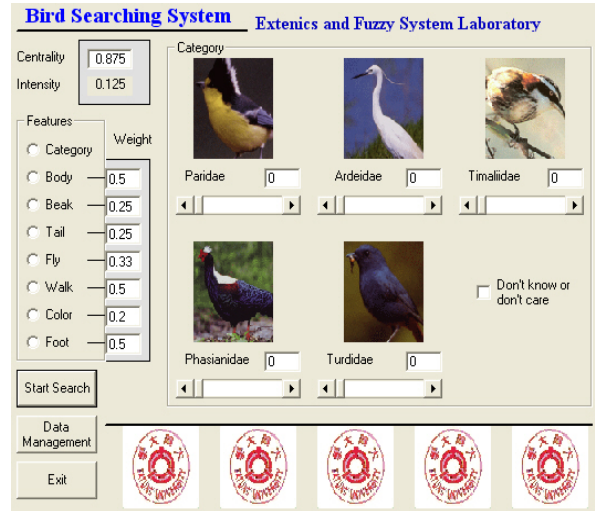 Bird Searching System
Extenics and Fuzzy System Laboratory
Centrality 0.875
Intensity 0.125
Features
Weight
Category
Body 0.5
Beak 0.25
Tail 0.25
Fly 0.33
Walk 0.5
Color 0.2
Foot 0.5
Start Search
Data
Management
Exit
Category
Paridae 0
Ardeidae 0
Timaliidae 0
Phasianidae 0
Turdidae 0
Don't know or
don't care